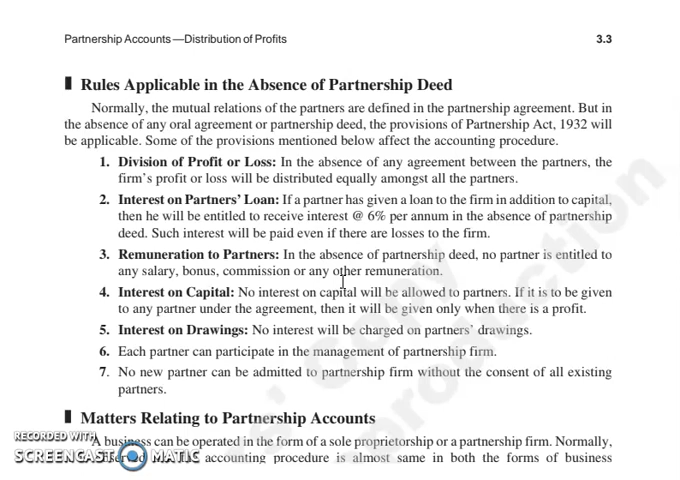 Partnership Accounts—Distribution of Profits 3.3
Rules Applicable in the Absence of Partnership Deed
Normally, the mutual relations of the partners are defined in the partnership agreement. But in
the absence of any oral agreement or partnership deed, the provisions of Partnership Act, 1932 will
be applicable. Some of the provisions mentioned below affect the accounting procedure.
1. Division of Profit or Loss: In the absence of any agreement between the partners, the
firm's profit or loss will be distributed equally amongst all the partners.
2. Interest on Partners' Loan: If a partner has given a loan to the firm in addition to capital,
then he will be entitled to receive interest @ 6% per annum in the absence of partnership
deed. Such interest will be paid even if there are losses to the firm.
3. Remuneration to Partners: In the absence of partnership deed, no partner is entitled to
any salary, bonus, commission or any other remuneration.
4. Interest on Capital: No interest on capital will be allowed to partners. If it is to be given
to any partner under the agreement, then it will be given only when there is a profit.
5. Interest on Drawings: No interest will be charged on partners' drawings.
6. Each partner can participate in the management of partnership firm.
7. No new partner can be admitted to partnership firm without the consent of all existing
partners.
Matters Relating to Partnership Accounts
A business can be operated in the form of a sole proprietorship or a partnership firm. Normally,
accounting procedure is almost same in both the forms of business
RECORDED WITH
SCREENCAST MATIC
Copy